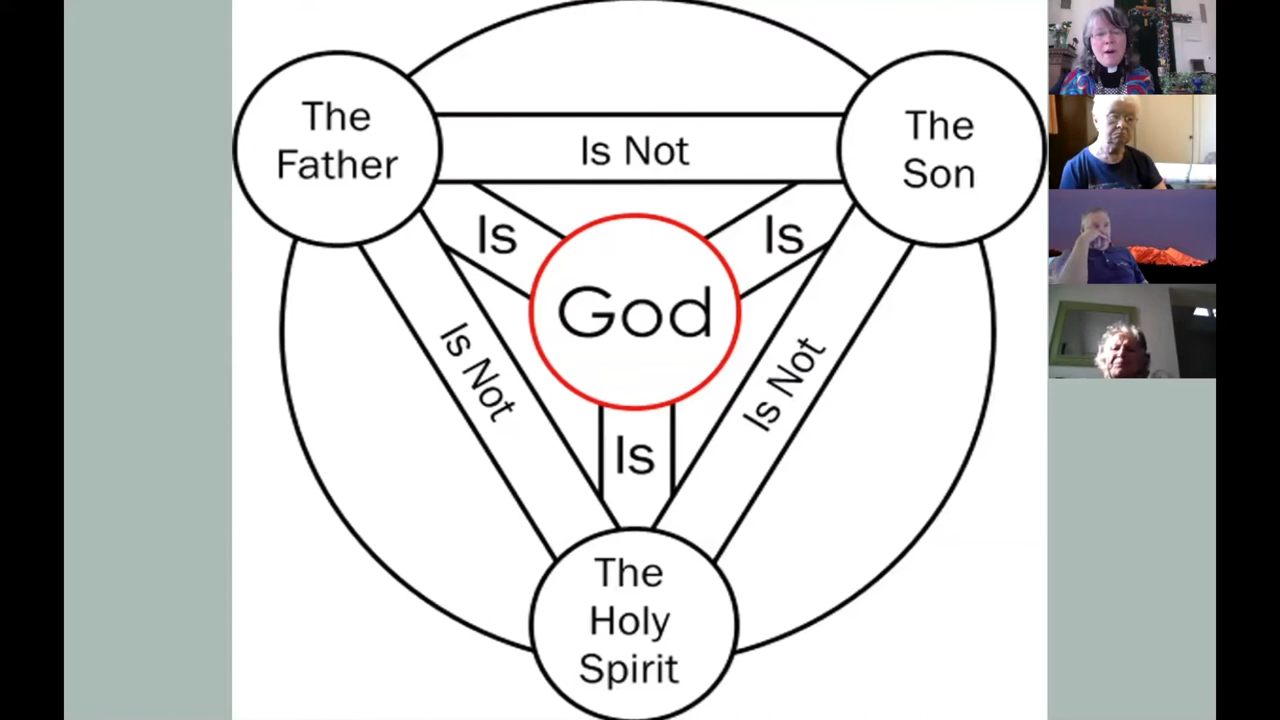 The
Father
Is Not
The
Son
Is
Is
God
Is Not
Is Not
Is
The
Holy
Spirit